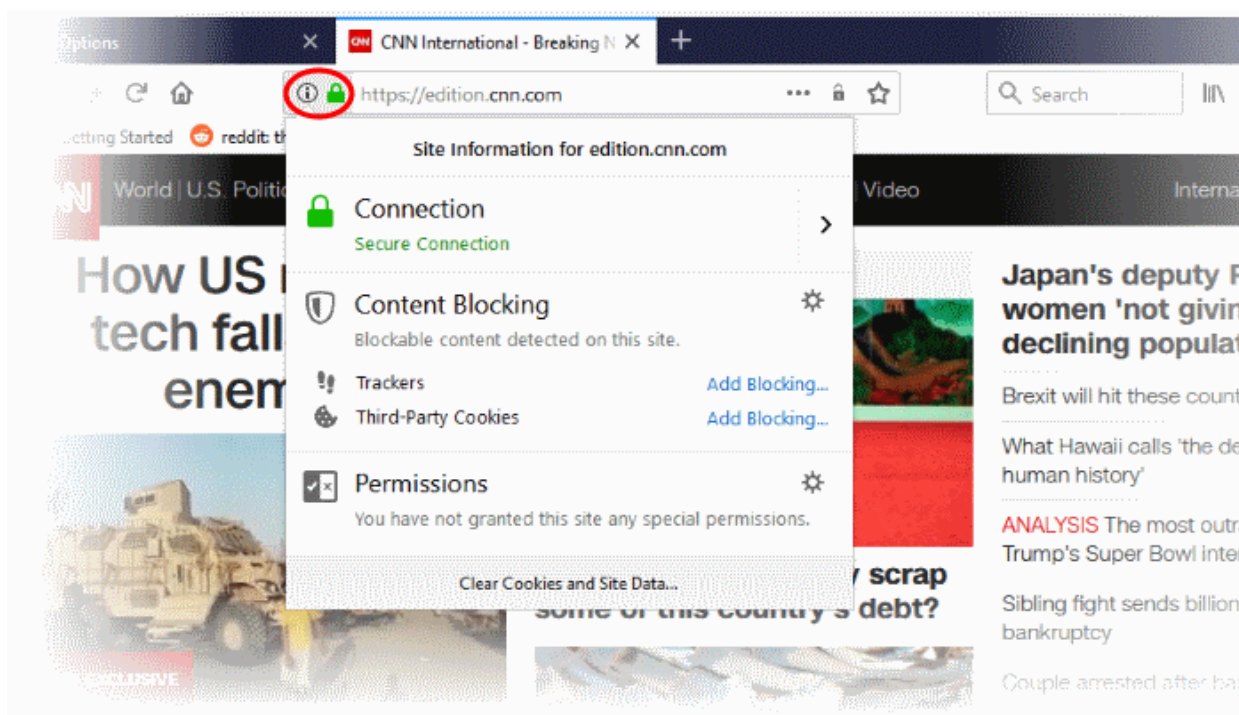 Options
CNN International - Breaking N
https://edition.cnn.com
Search
Getting Started
reddit: th
Site Information for edition.cnn.com
World
U.S. Politic
Video
Interna
Connection
Secure Connection
How US
tech fall
enem
Content Blocking
Blockable content detected on this site.
Trackers
Add Blocking...
Third-Party Cookies
Add Blocking...
Permissions
You have not granted this site any special permissions.
Clear Cookies and Site Data...
scrap
some of this country's debt?
EXCLUSIVE
Japan's deputy P
women 'not givin
declining populat
Brexit will hit these count
What Hawaii calls 'the de
human history'
ANALYSIS The most outr
Trump's Super Bowl inter
Sibling fight sends billion
bankruptcy
Couple arrested after ba